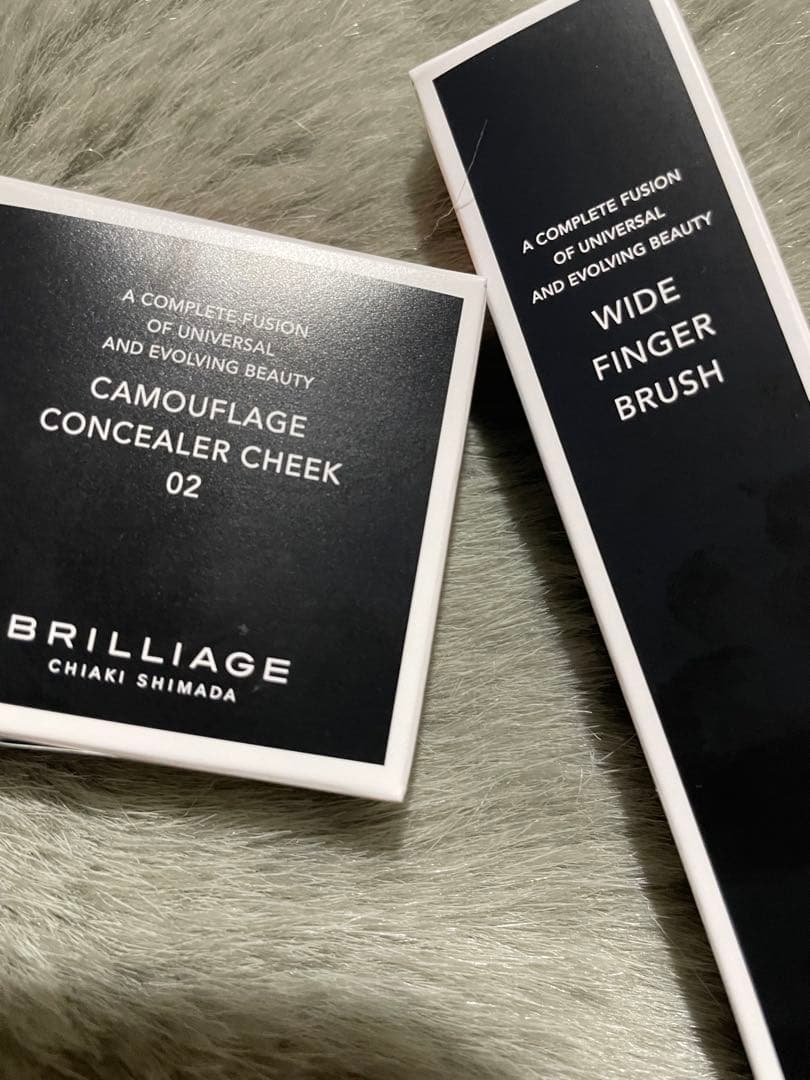 A COMPLETE FUSION
OF UNIVERSAL
AND EVOLVING BEAUTY
CAMOUFLAGE
CONCEALER CHEEK
02
BRILLIAGE
CHIAKI SHIMADA
A COMPLETE FUSION
OF UNIVERSAL
AND EVOLVING BEAUTY
WIDE
FINGER
BRUSH